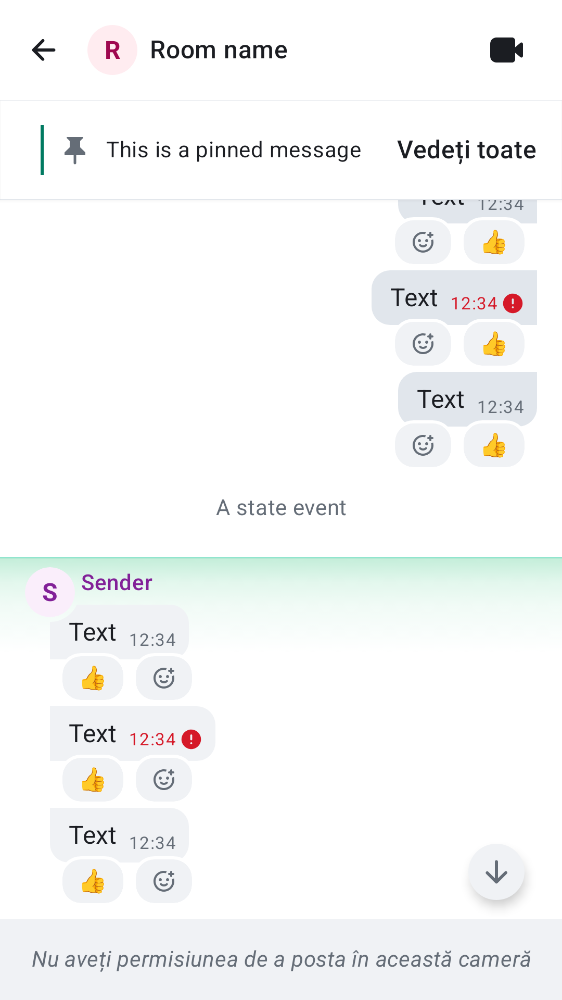 R Room name
This is a pinned message Vedeți toate
Text 12:34
👍
Text 12:34
👍
Text 12:34
👍
A state event
S Sender
Text 12:34
👍
Text 12:34
👍
Text 12:34
👍
Nu aveți permisiunea de a posta în această cameră